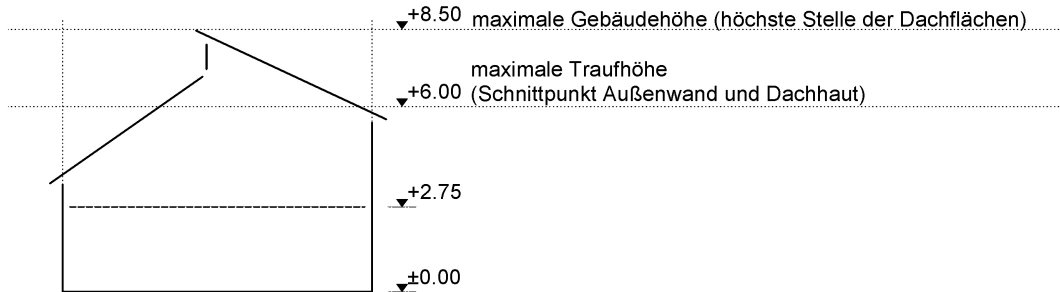 +8.50 maximale Gebäudehöhe (höchste Stelle der Dachflächen)
maximale Traufhöhe
+6.00 (Schnittpunkt Außenwand und Dachhaut)
+2.75
±0.00